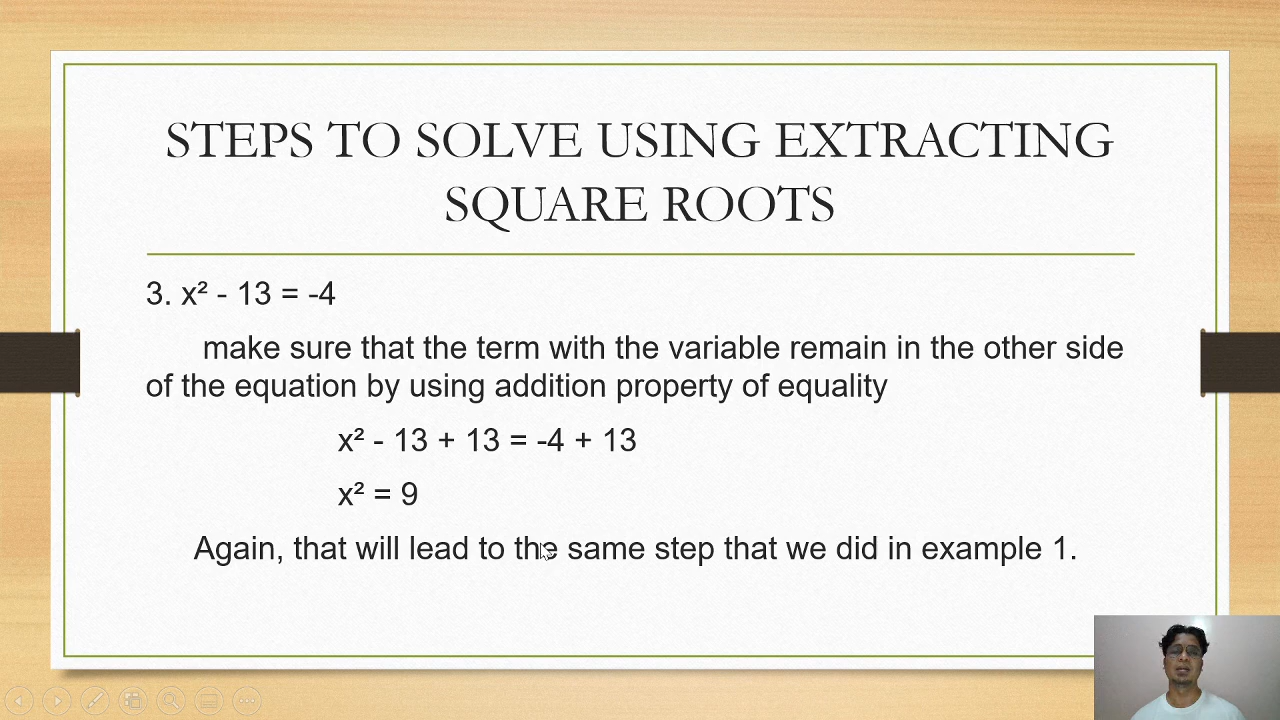 STEPS TO SOLVE USING EXTRACTING
SQUARE ROOTS
3. x² - 13 = -4
make sure that the term with the variable remain in the other side
of the equation by using addition property of equality
x² - 13 + 13 = -4 + 13
x² = 9
Again, that will lead to the same step that we did in example 1.